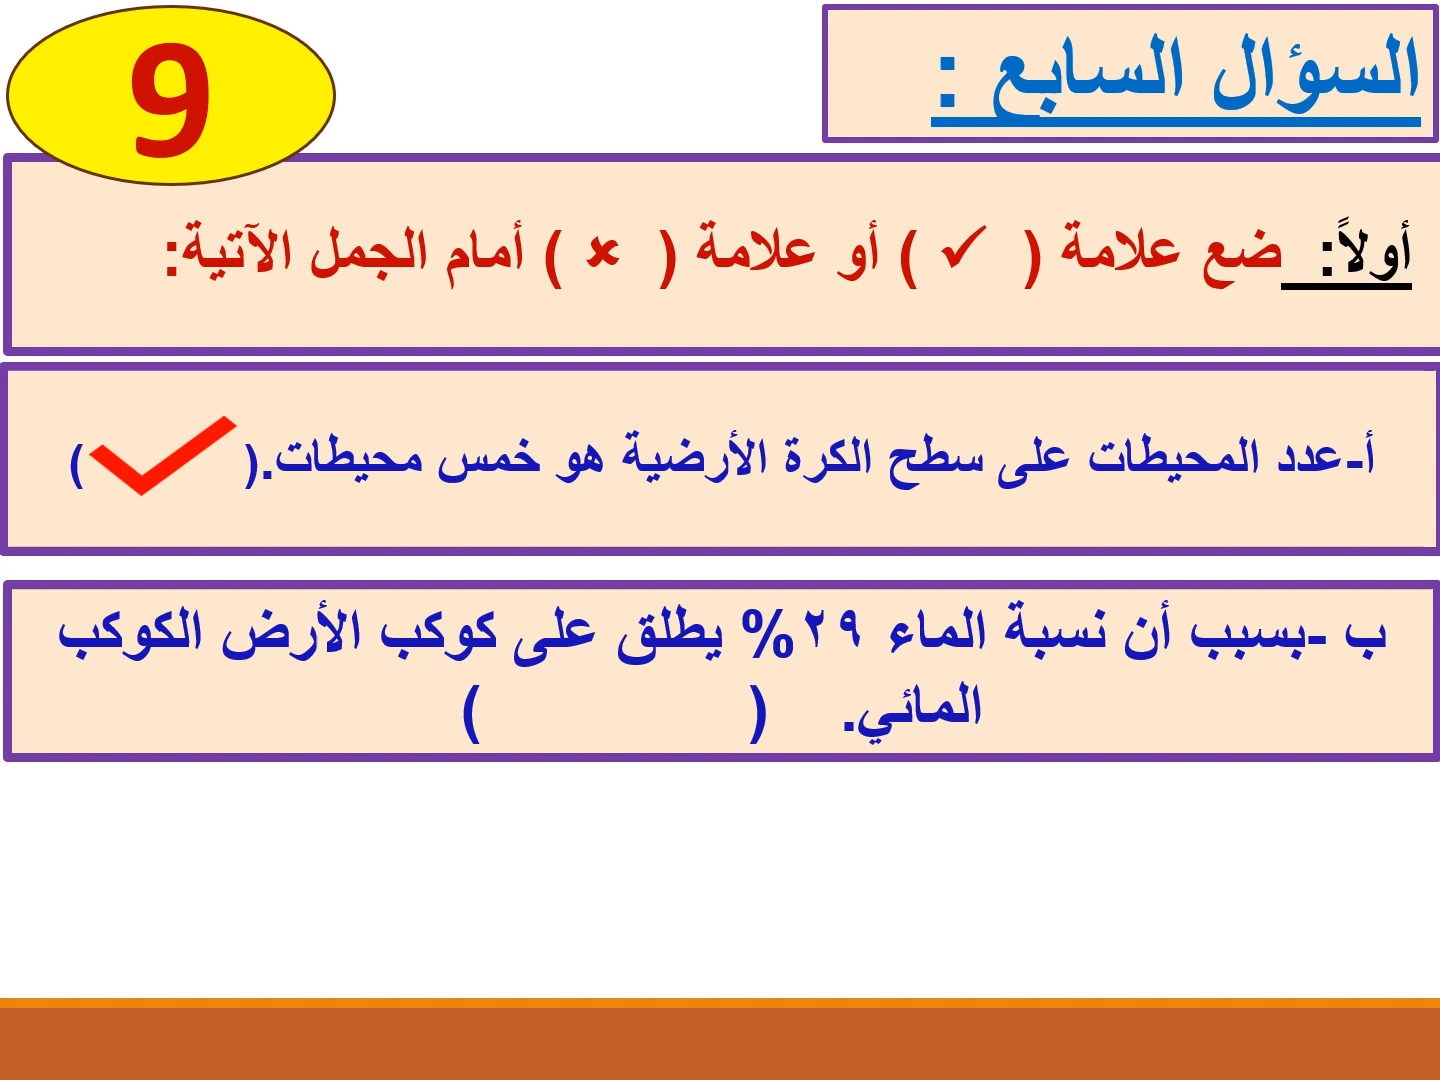 السؤال السابع :
9
أولاً: ضع علامة ( ✓ ) أو علامة ( ✗ ) أمام الجمل الآتية:
أ-عدد المحيطات على سطح الكرة الأرضية هو خمس محيطات.( ✓ )
ب -بسبب أن نسبة الماء ٢٩% يطلق على كوكب الأرض الكوكب
المائي. ( )